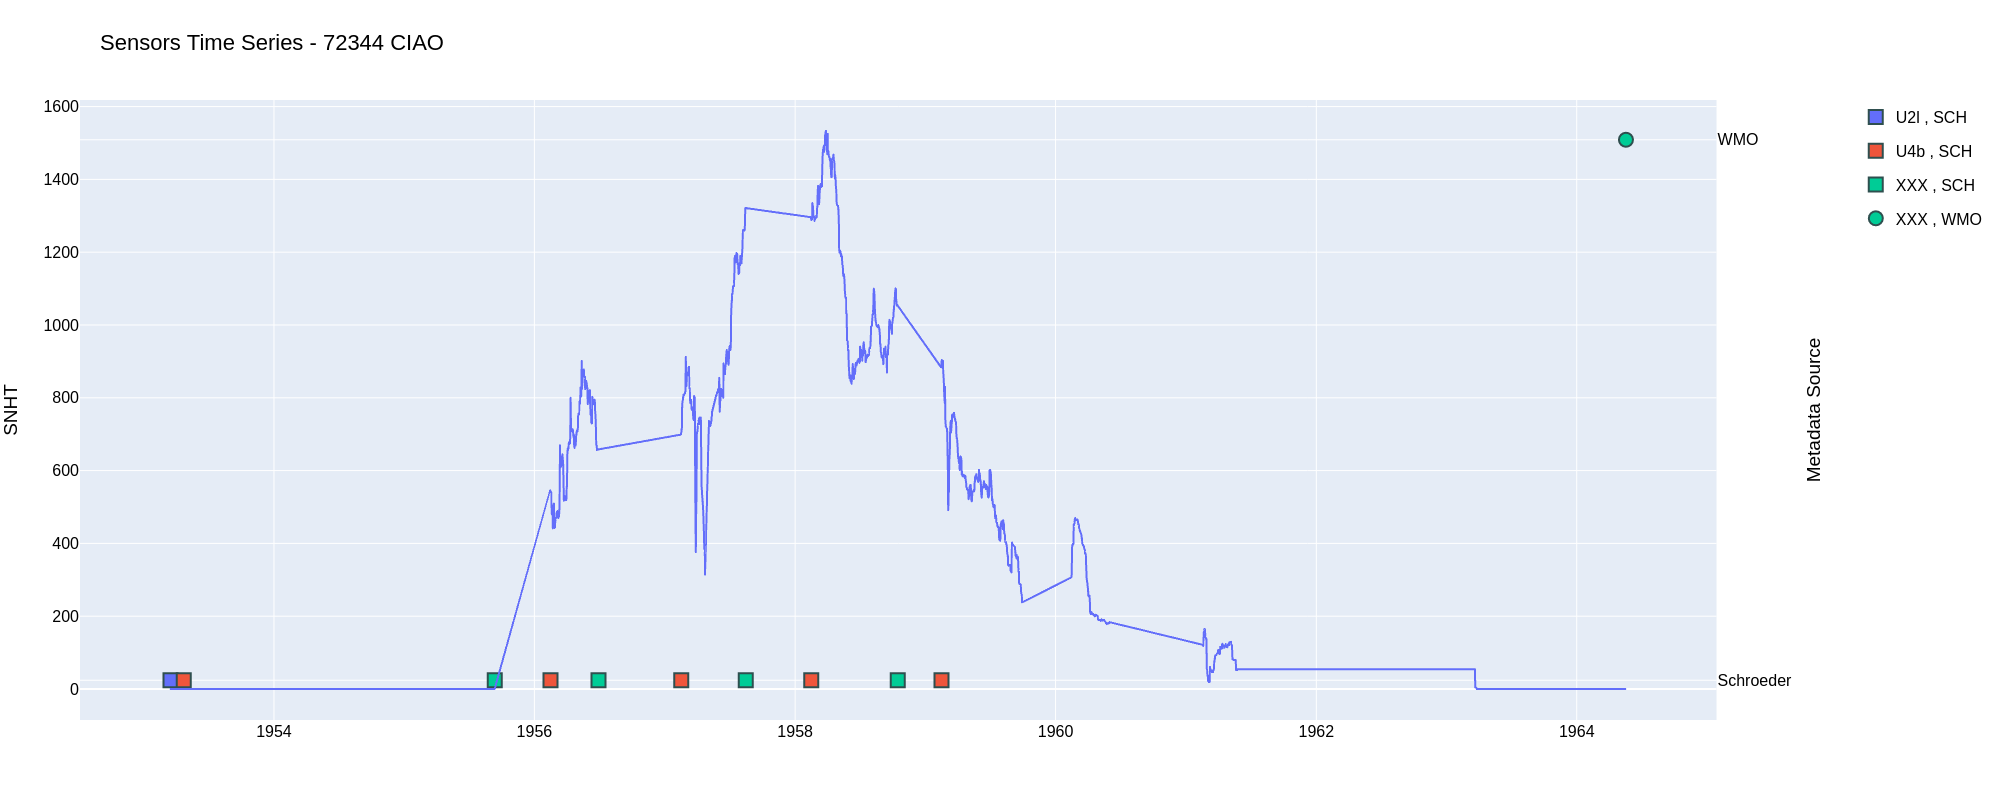 Sensors Time Series - 72344 CIAO
1600
1400
1200
1000
800
600
400
200
0
SNHT
1954
1956
1958
1960
1962
1964
WMO
Schroeder
Metadata Source
U2l , SCH
U4b , SCH
XXX , SCH
XXX , WMO